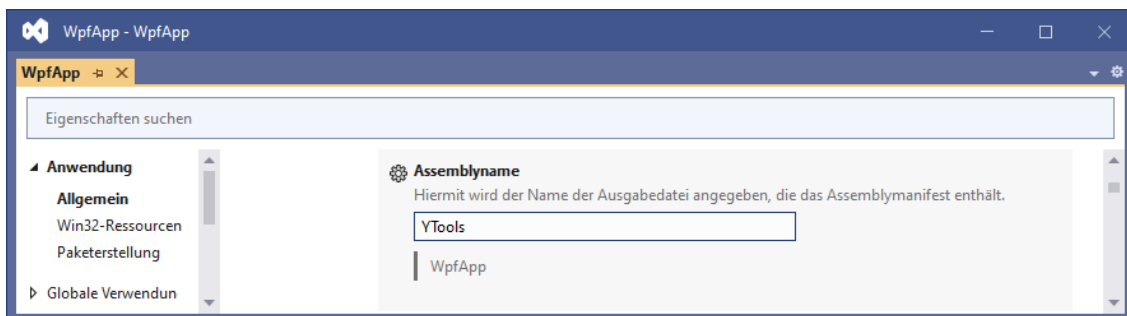 WpfApp - WpfApp
WpfApp
Eigenschaften suchen
Anwendung
Allgemein
Win32-Ressourcen
Paketerstellung
Globale Verwendun
Assemblyname
Hiermit wird der Name der Ausgabedatei angegeben, die das Assemblymanifest enthält.
YTools
WpfApp